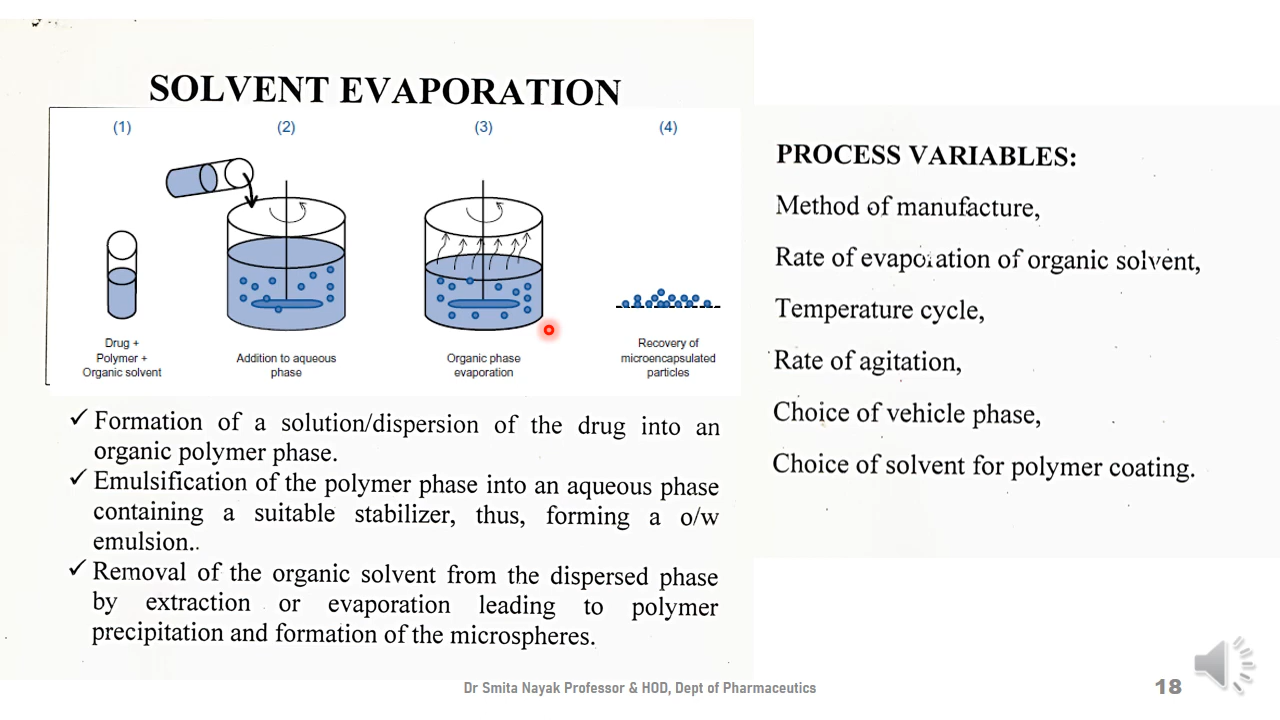 SOLVENT EVAPORATION
(1)
(2)
(3)
(4)
Drug +
Polymer +
Organic solvent
Addition to aqueous
phase
Organic phase
evaporation
Recovery of
microencapsulated
particles
✓ Formation of a solution/dispersion of the drug into an
organic polymer phase.
✓ Emulsification of the polymer phase into an aqueous phase
containing a suitable stabilizer, thus, forming a o/w
emulsion..
✓ Removal of the organic solvent from the dispersed phase
by extraction or evaporation leading to polymer
precipitation and formation of the microspheres.
PROCESS VARIABLES:
Method of manufacture,
Rate of evaporation of organic solvent,
Temperature cycle,
Rate of agitation,
Choice of vehicle phase,
Choice of solvent for polymer coating.
Dr Smita Nayak Professor & HOD, Dept of Pharmaceutics
18